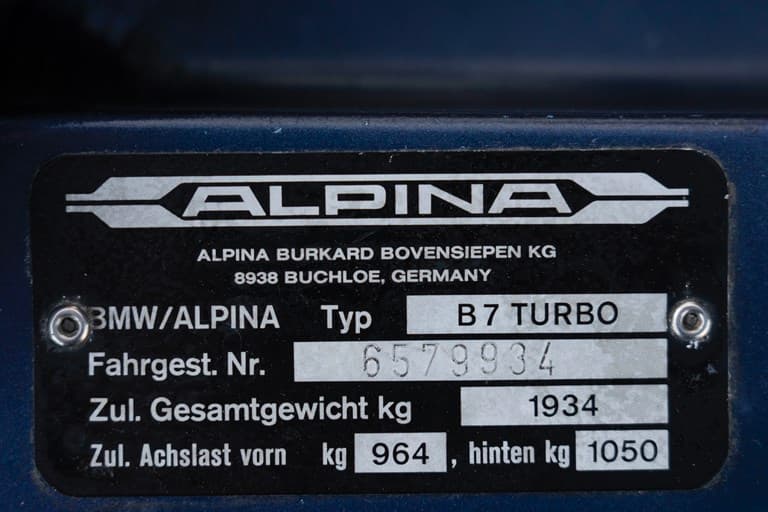 ALPINA
ALPINA BURKARD BOVENSIEPEN KG
8938 BUCHLOE, GERMANY
BMW/ALPINA Typ B7 TURBO
Fahrgest. Nr. 6579934
Zul. Gesamtgewicht kg 1934
Zul. Achslast vorn kg 964 , hinten kg 1050